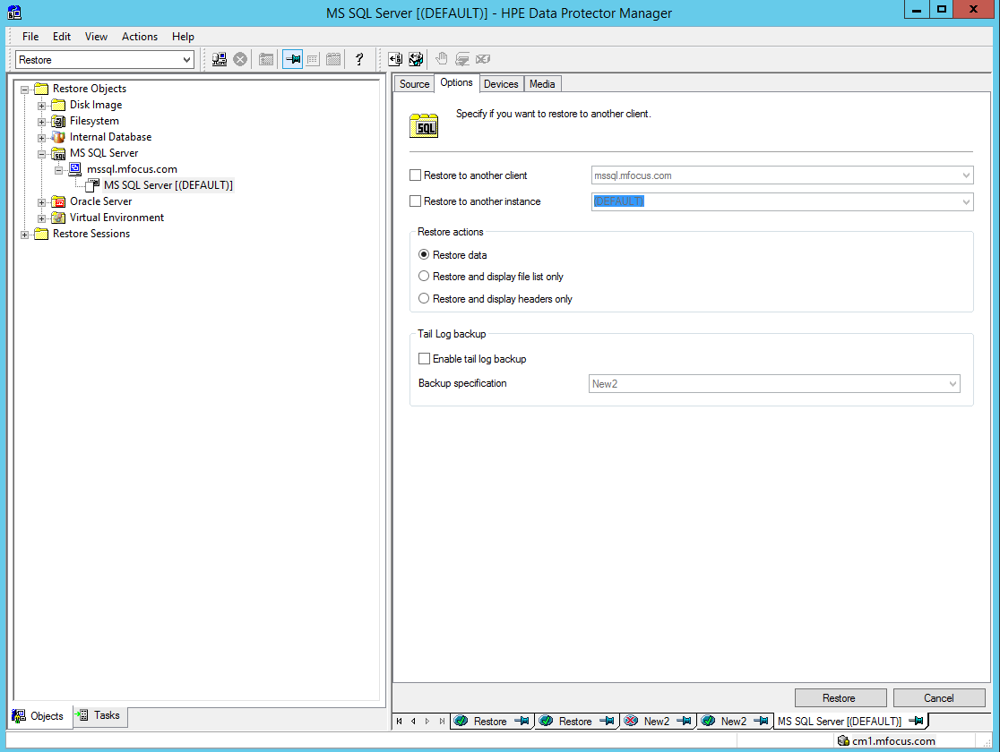 MS SQL Server [(DEFAULT)] - HPE Data Protector Manager
File Edit View Actions Help
Restore
Restore Objects
Disk Image
Filesystem
Internal Database
MS SQL Server
mssql.mfocus.com
MS SQL Server [(DEFAULT)]
Oracle Server
Virtual Environment
Restore Sessions
Objects Tasks
Source Options Devices Media
SQL
Specify if you want to restore to another client.
Restore to another client mssql.mfocus.com
Restore to another instance (DEFAULT)
Restore actions
Restore data
Restore and display file list only
Restore and display headers only
Tail Log backup
Enable tail log backup
Backup specification New2
Restore Cancel
Restore Restore New2 New2 MS SQL Server [(DEFAULT)]
cm1.mfocus.com